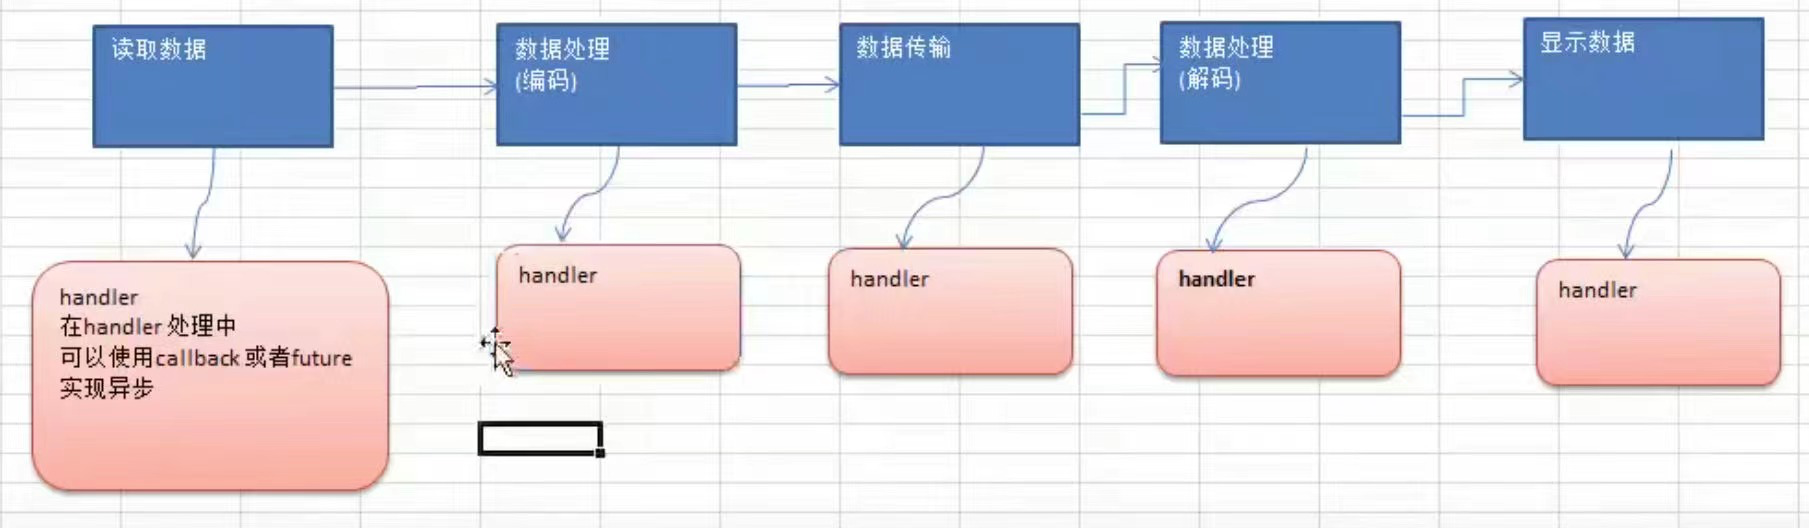 读取数据
数据处理
(编码)
数据传输
数据处理
(解码)
显示数据
handler
在handler 处理中
可以使用callback 或者future
实现异步
handler
handler
handler
handler